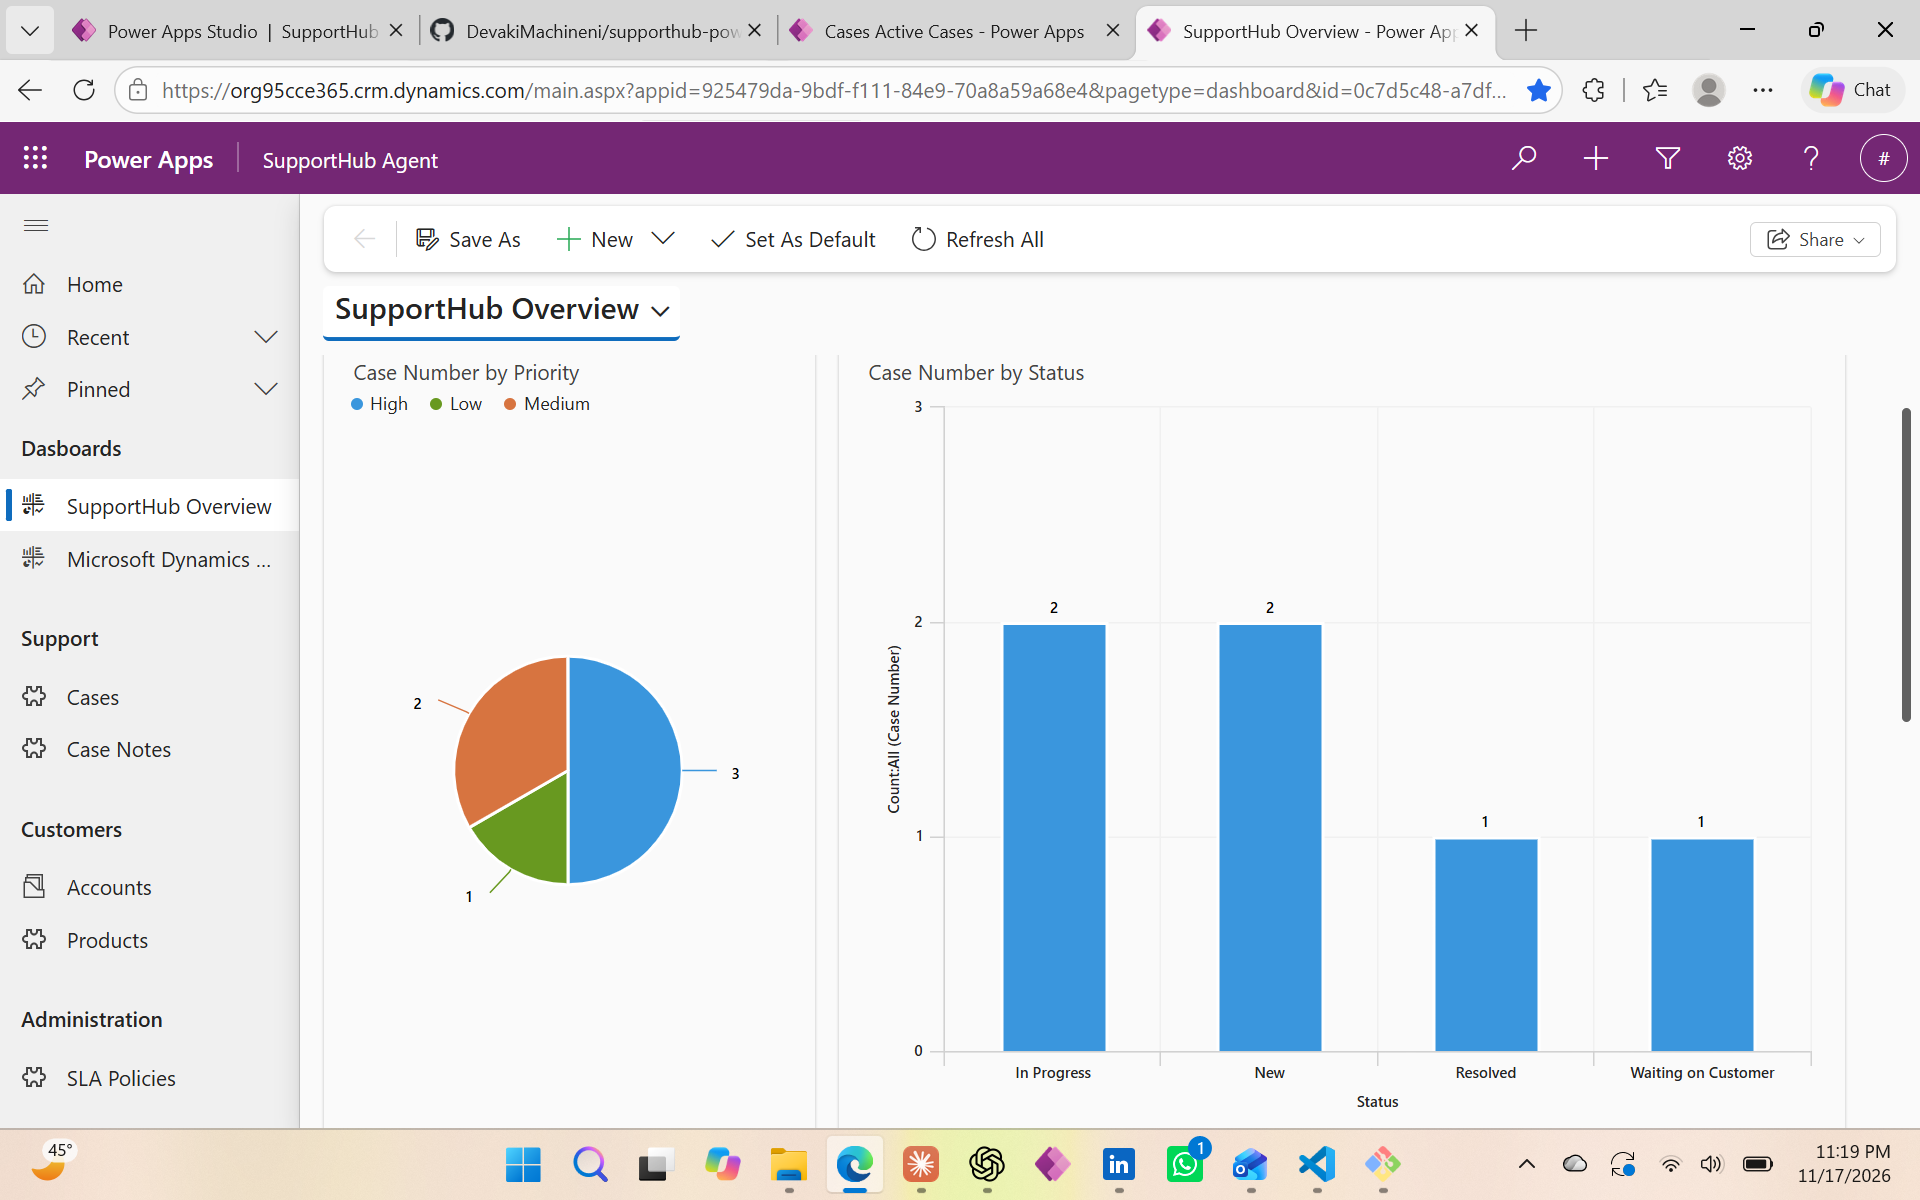 Power Apps Studio | SupportHub
DevakiMachineni/supporthub-pow
Cases Active Cases - Power Apps
SupportHub Overview - Power App
https://org95cce365.crm.dynamics.com/main.aspx?appid=925479da-9bdf-f111-84e9-70a8a59a68e4&pagetype=dashboard&id=0c7d5c48-a7df...
Chat
Power Apps
SupportHub Agent
#
Save As
New
Set As Default
Refresh All
Share
Home
Recent
Pinned
Dasboards
SupportHub Overview
Microsoft Dynamics ...
Support
Cases
Case Notes
Customers
Accounts
Products
Administration
SLA Policies
SupportHub Overview
Case Number by Priority
High
Low
Medium
2
3
1
Case Number by Status
3
2
1
0
Count:All (Case Number)
2
2
1
1
In Progress
New
Resolved
Waiting on Customer
Status
45°
in
1
11:19 PM
11/17/2026